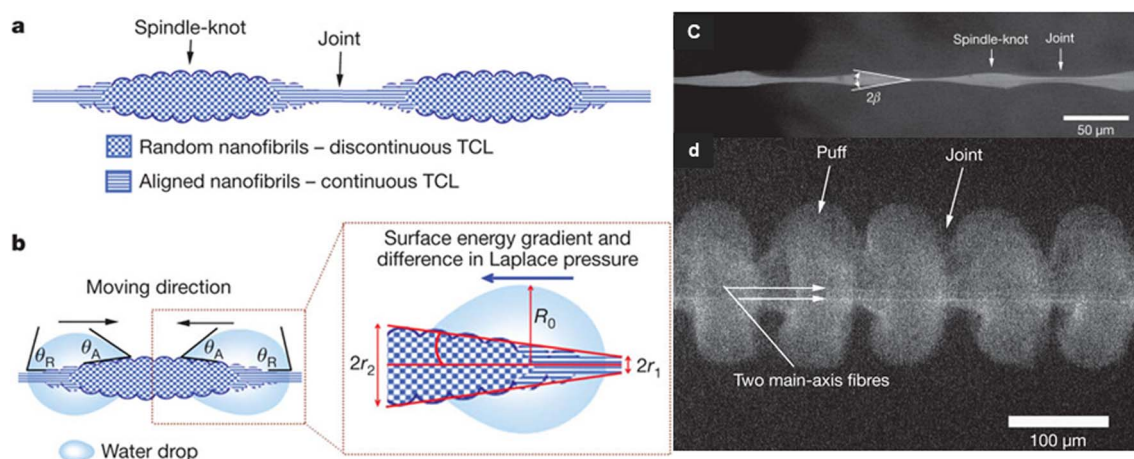 a
Spindle-knot
Joint
Random nanofibrils – discontinuous TCL
Aligned nanofibrils – continuous TCL
b
Moving direction
θR
θA
θA
θR
Water drop
Surface energy gradient and
difference in Laplace pressure
R0
2r2
2r1
C
Spindle-knot
Joint
2β
50 µm
d
Puff
Joint
Two main-axis fibres
100 µm